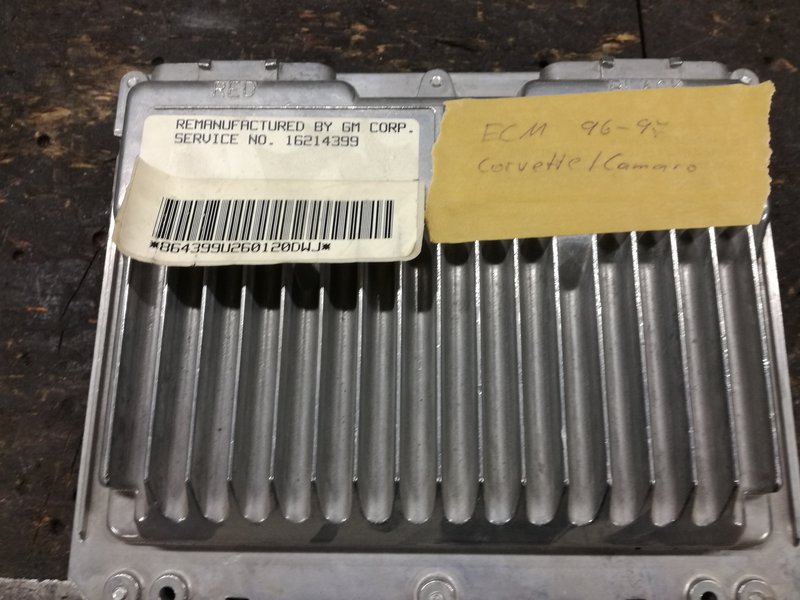 RED
REMANUFACTURED BY GM CORP.
SERVICE NO. 16214399
*864399U260120DWJ*
ECM 96-97
Corvette/Camaro